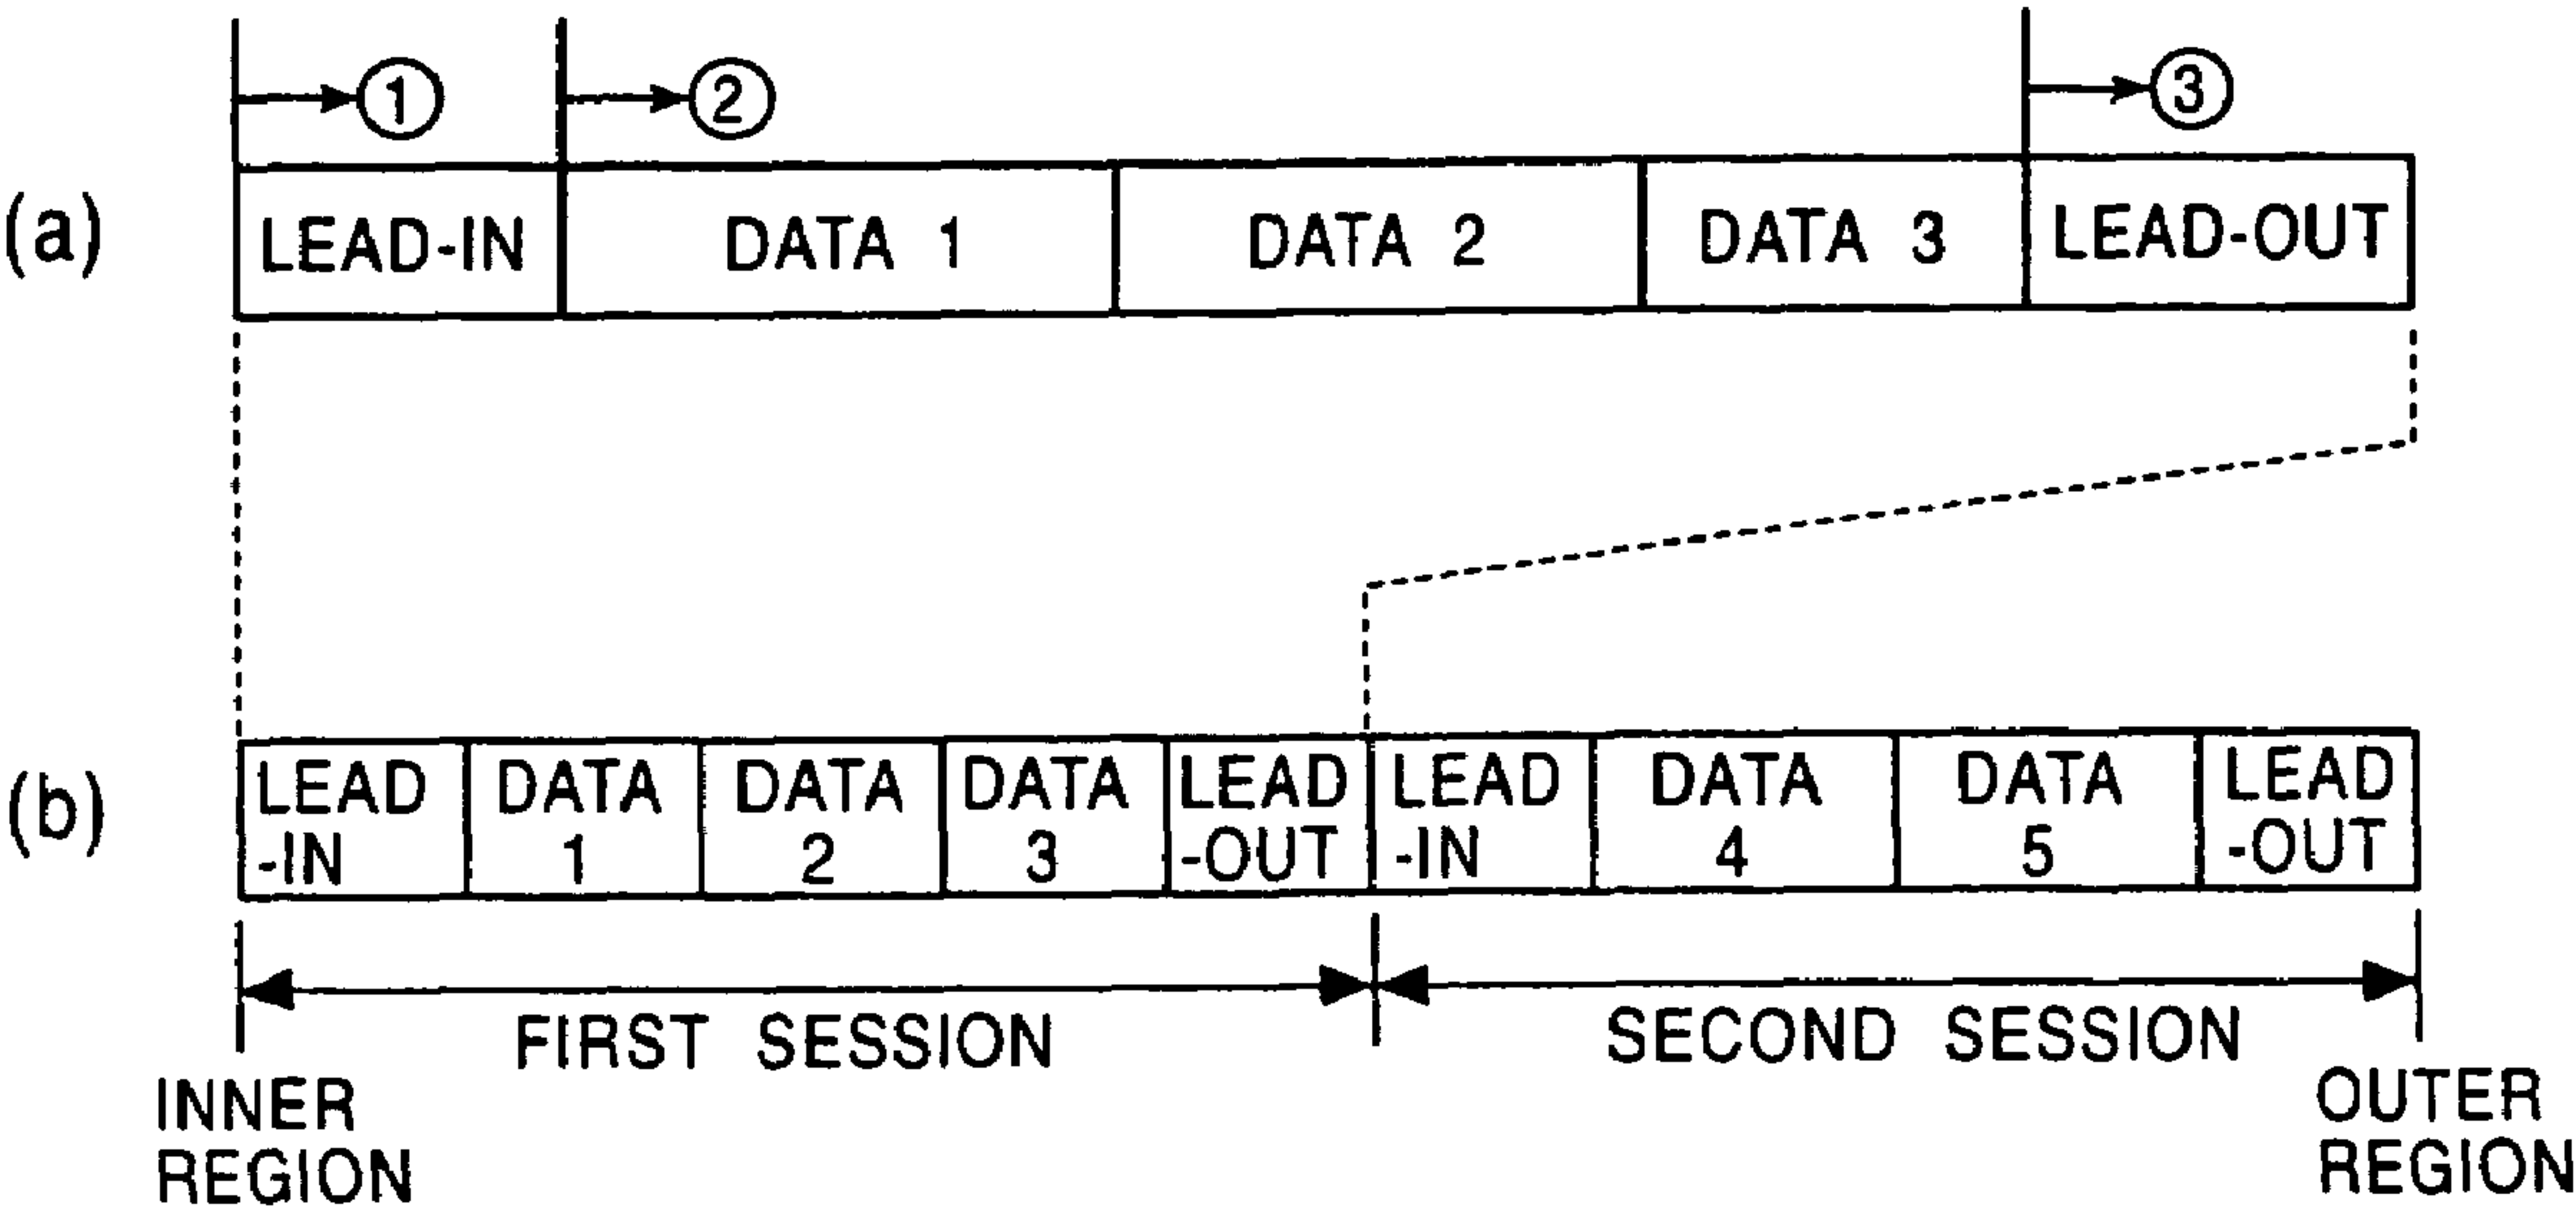 ① ② ③
(a) LEAD-IN DATA 1 DATA 2 DATA 3 LEAD-OUT
(b) LEAD DATA DATA DATA LEAD LEAD DATA DATA LEAD
-IN 1 2 3 -OUT -IN 4 5 -OUT
FIRST SESSION SECOND SESSION
INNER OUTER
REGION REGION